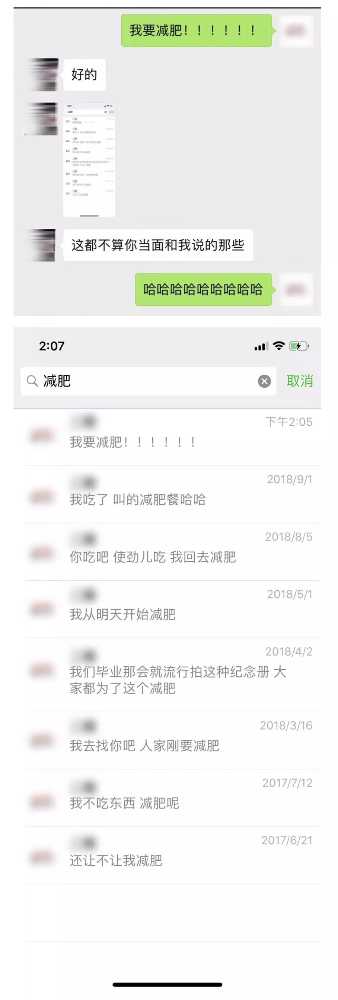 我要减肥！！！！！！
好的
2:07
减肥
这都不算你当面和我说的那些
哈哈哈哈哈哈哈哈哈
2:07
减肥
取消
下午2:05
我要减肥！！！！！！
2018/9/1
我吃了 叫的减肥餐哈哈
2018/8/5
你吃吧 使劲儿吃 我回去减肥
2018/5/1
我从明天开始减肥
2018/4/2
我们毕业那会就流行拍这种纪念册 大
家都为了这个减肥
2018/3/16
我去找你吧 人家刚要减肥
2017/7/12
我不吃东西 减肥呢
2017/6/21
还让不让我减肥